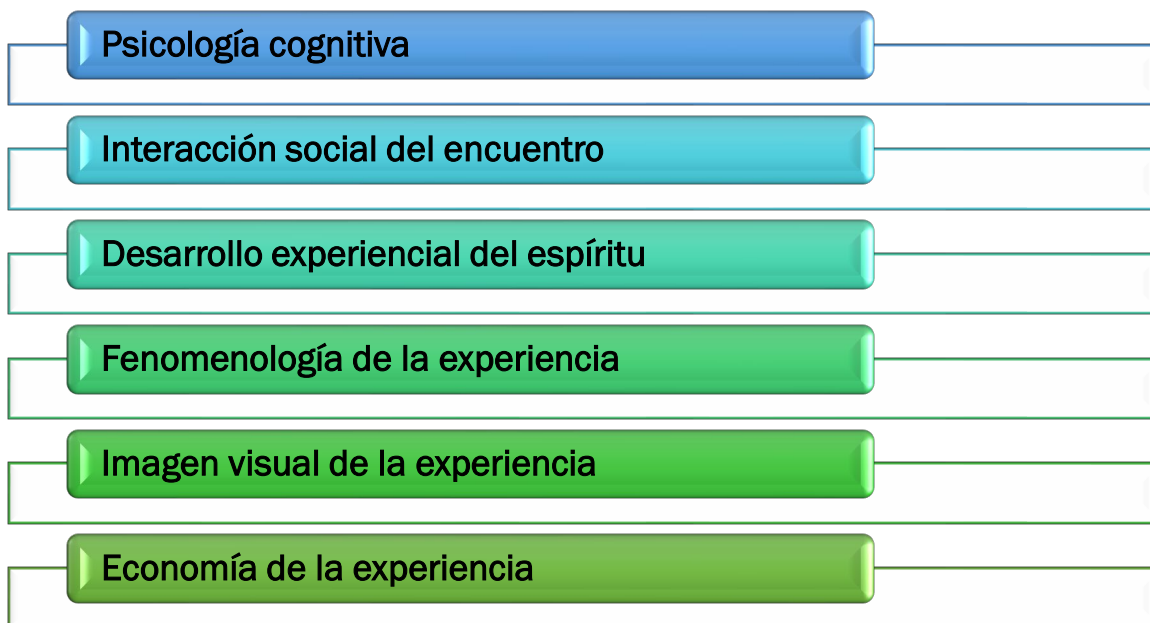 Psicología cognitiva
Interacción social del encuentro
Desarrollo experiencial del espíritu
Fenomenología de la experiencia
Imagen visual de la experiencia
Economía de la experiencia